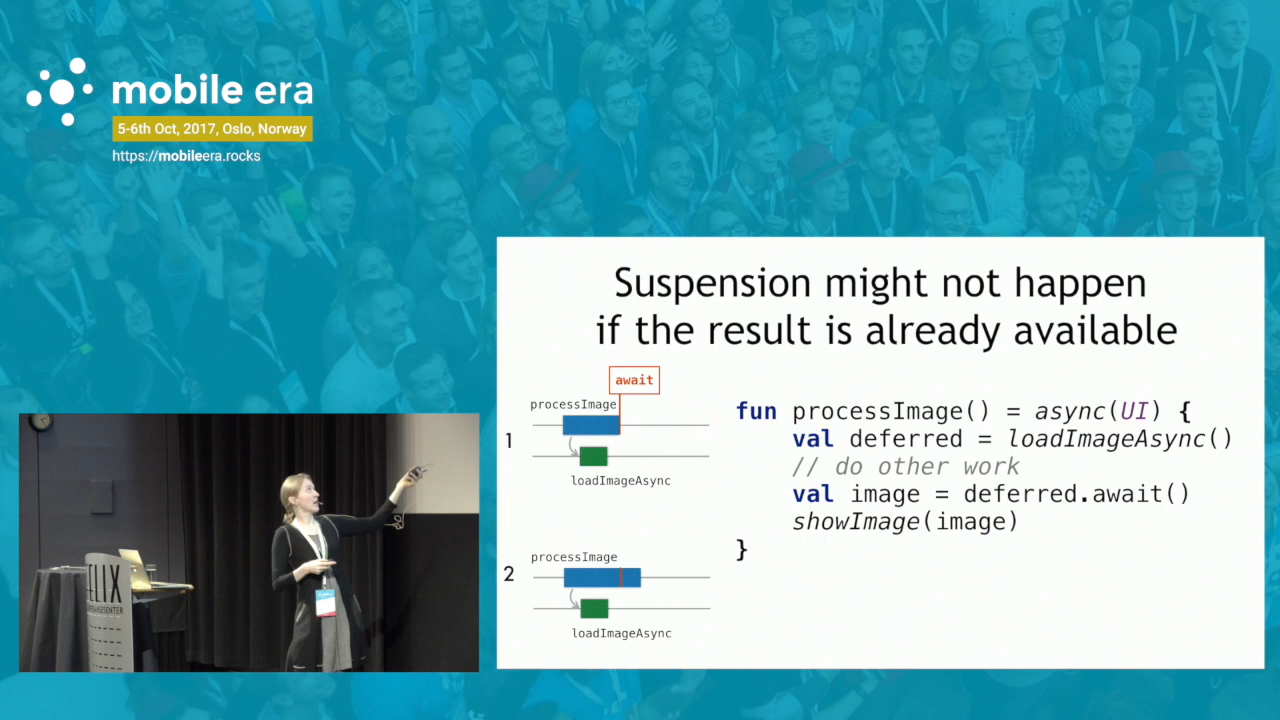 mobile era
5-6th Oct, 2017, Oslo, Norway
https://mobileera.rocks
Suspension might not happen
if the result is already available
await
processImage
1
loadImageAsync
processImage
2
loadImageAsync
fun processImage() = async(UI) {
    val deferred = loadImageAsync()
    // do other work
    val image = deferred.await()
    showImage(image)
}
ELIX